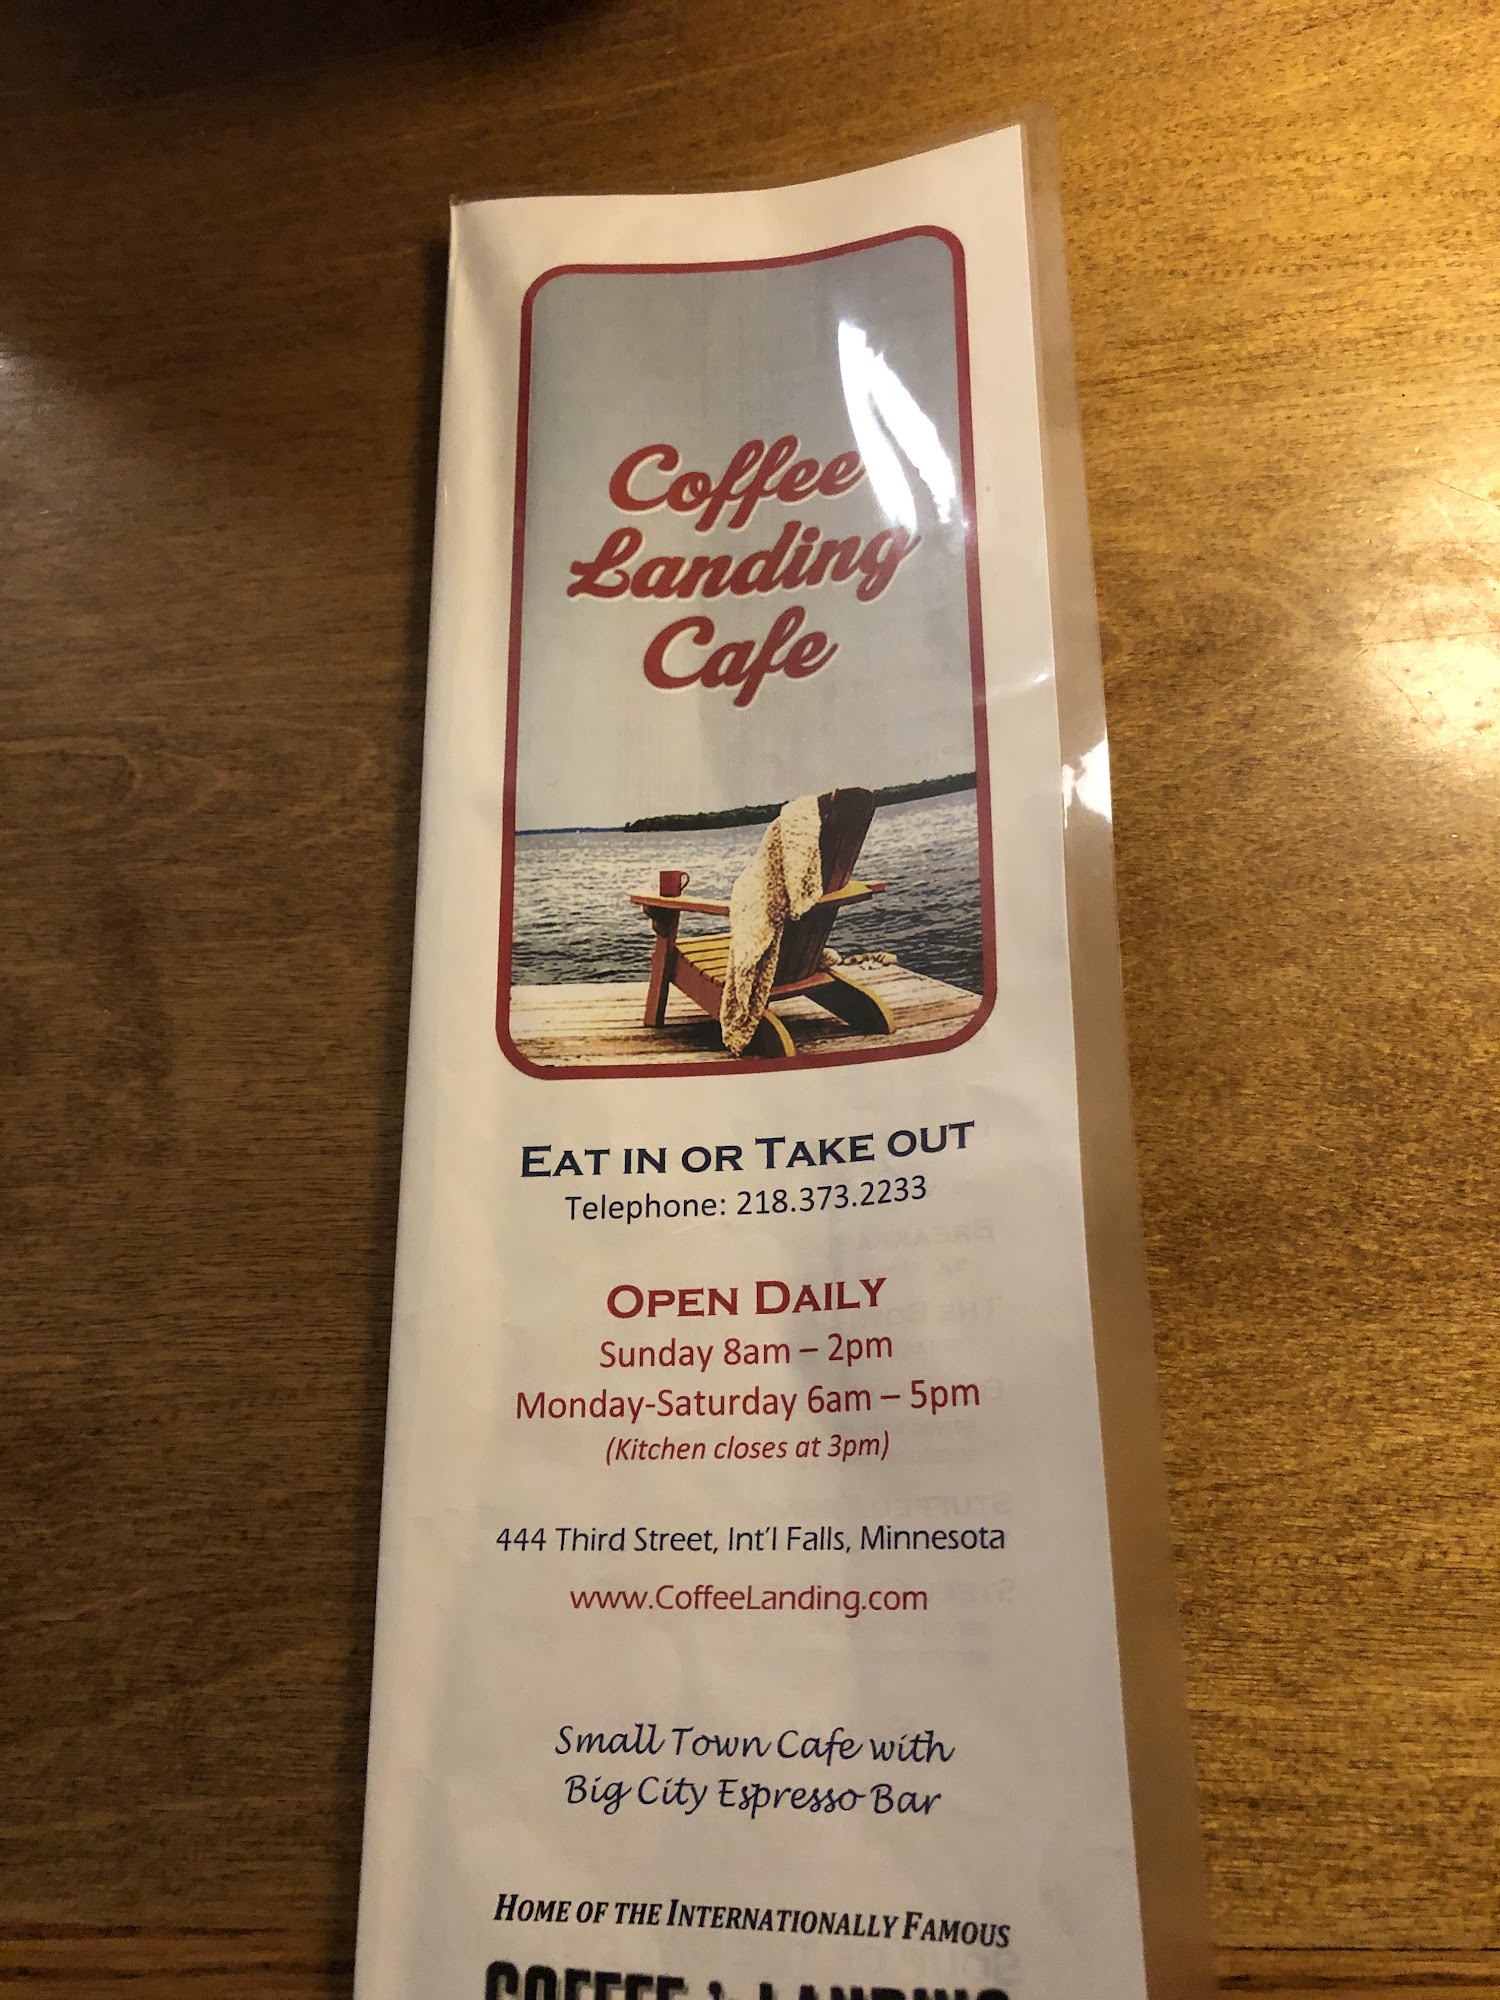 Coffee
Landing
Cafe
EAT IN OR TAKE OUT
Telephone: 218.373.2233
OPEN DAILY
Sunday 8am – 2pm
Monday-Saturday 6am – 5pm
(Kitchen closes at 3pm)
444 Third Street, Int'l Falls, Minnesota
www.CoffeeLanding.com
Small Town Cafe with
Big City Espresso Bar
HOME OF THE INTERNATIONALLY FAMOUS
COFFEE 'n LANDING